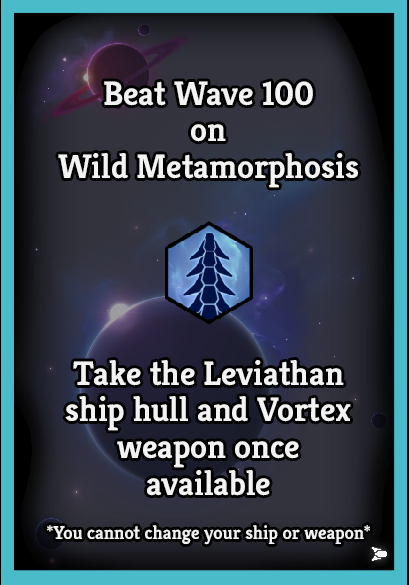 Beat Wave 100
on
Wild Metamorphosis
Take the Leviathan
ship hull and Vortex
weapon once
available
*You cannot change your ship or weapon*